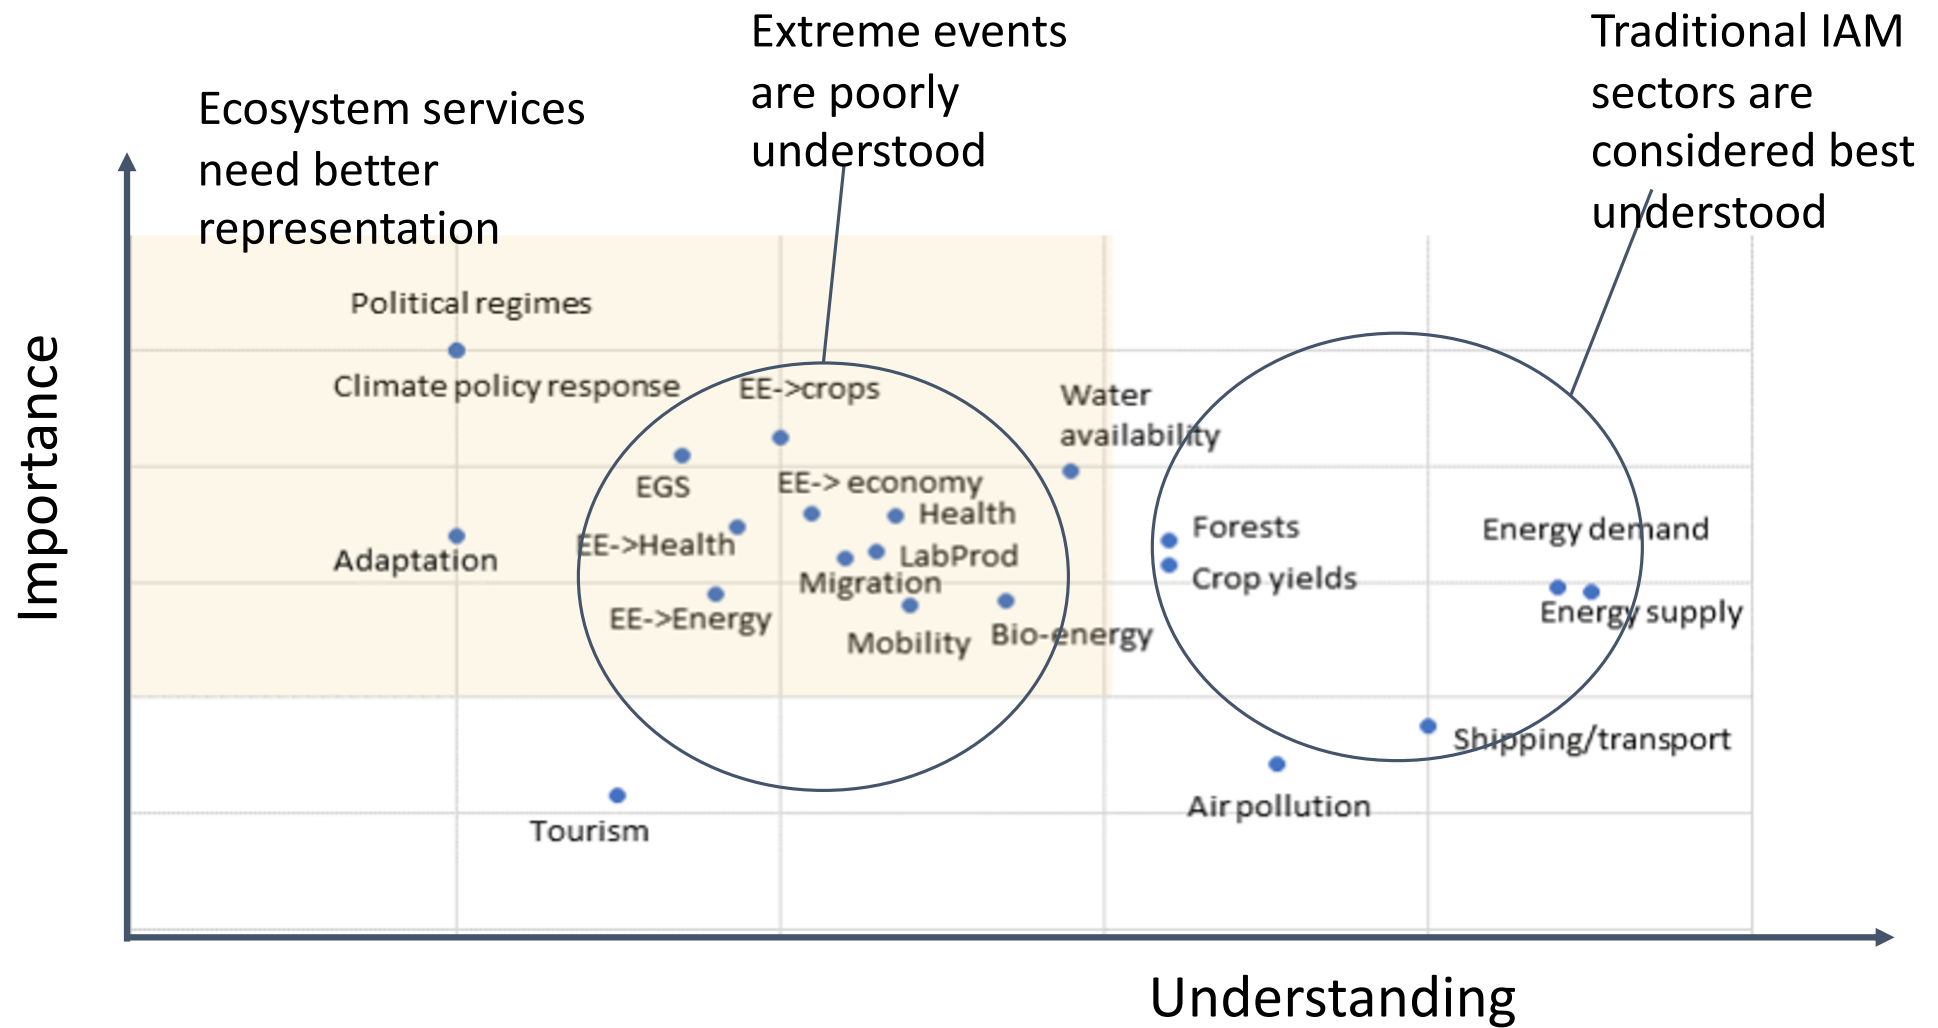 Extreme events
are poorly
understood
Traditional IAM
sectors are
considered best
understood
Ecosystem services
need better
representation
Political regimes
Climate policy response
EE->crops
Water
availability
EGS
EE-> economy
Health
EE->Health
Forests
Energy demand
Adaptation
LabProd
Migration
Crop yields
EE->Energy
Energy supply
Mobility
Bio-energy
Shipping/transport
Air pollution
Tourism
Importance
Understanding